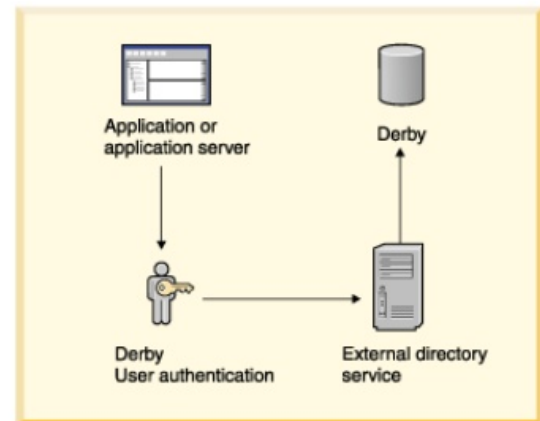 Application or
application server
Derby
Derby
User authentication
External directory
service